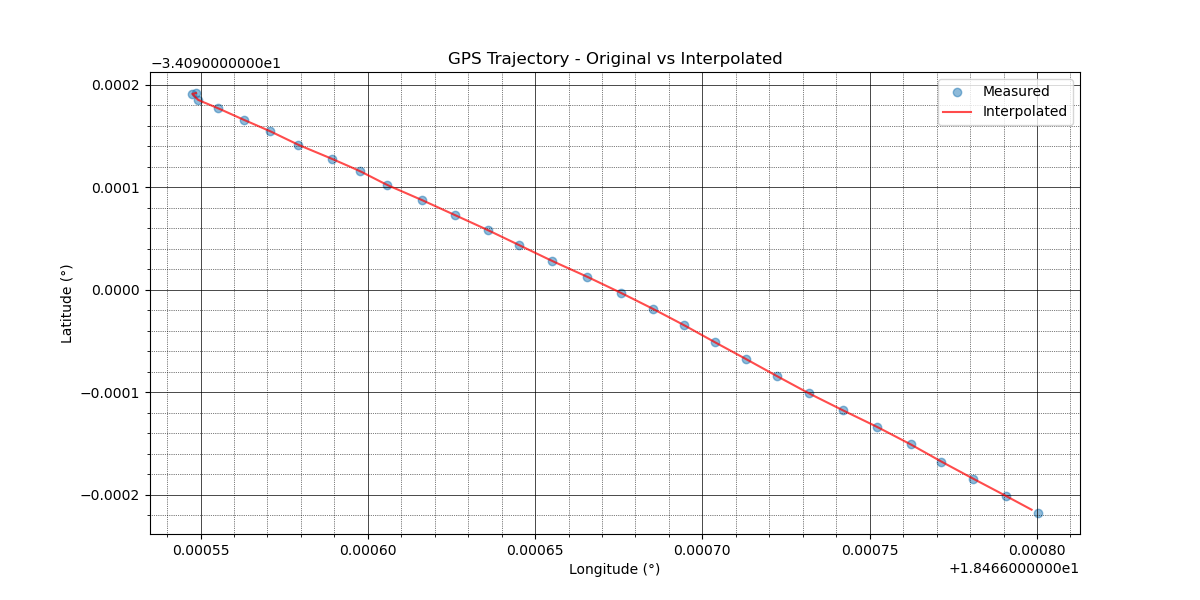 GPS Trajectory - Original vs Interpolated
−3.4090000000e1
Measured
Interpolated
0.0002
0.0001
0.0000
−0.0001
−0.0002
Latitude (°)
0.00055
0.00060
0.00065
0.00070
0.00075
0.00080
Longitude (°)
+1.8466000000e1